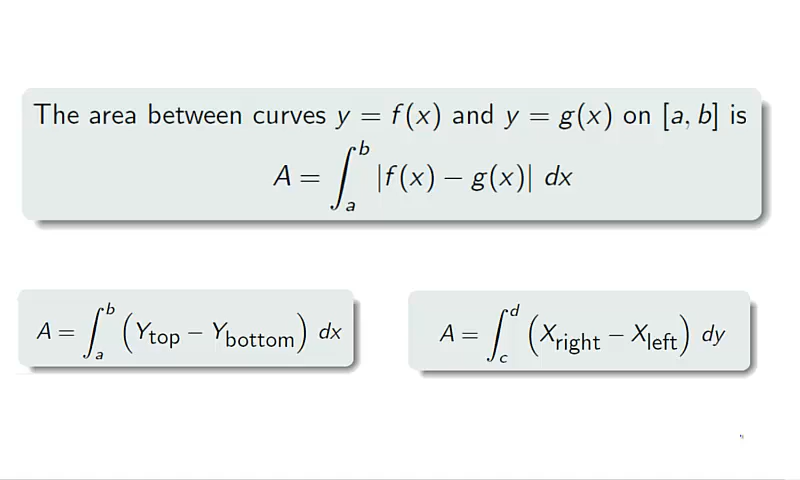 The area between curves y = f(x) and y = g(x) on [a, b] is
A = ∫_a^b |f(x) − g(x)| dx
A = ∫_a^b (Y_top − Y_bottom) dx
A = ∫_c^d (X_right − X_left) dy